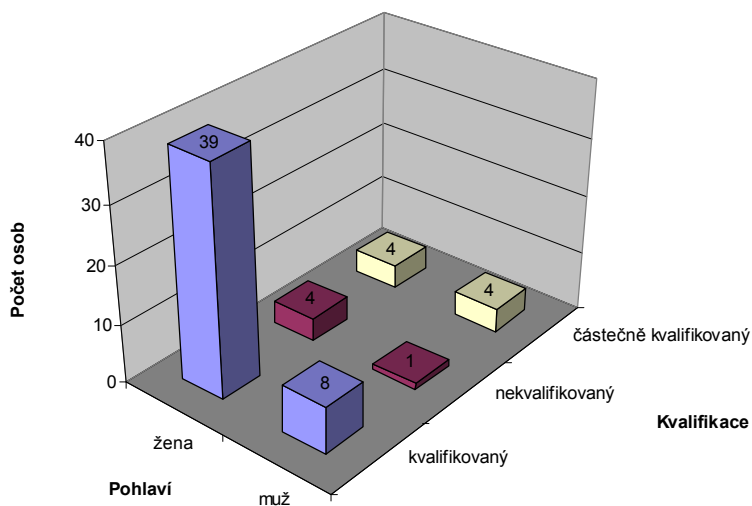 40
30
20
10
0
Počet osob
39
4
4
4
1
8
částečně kvalifikovaný
nekvalifikovaný
kvalifikovaný
Kvalifikace
žena
muž
Pohlaví